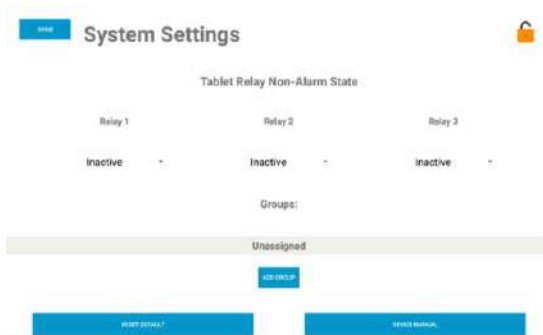 System Settings
Tablet Relay Non-Alarm State
Relay 1 Relay 2 Relay 3
Inactive Inactive Inactive
Groups:
Unassigned
ADD GROUP
RESET DEFAULT DEVICE MANUAL